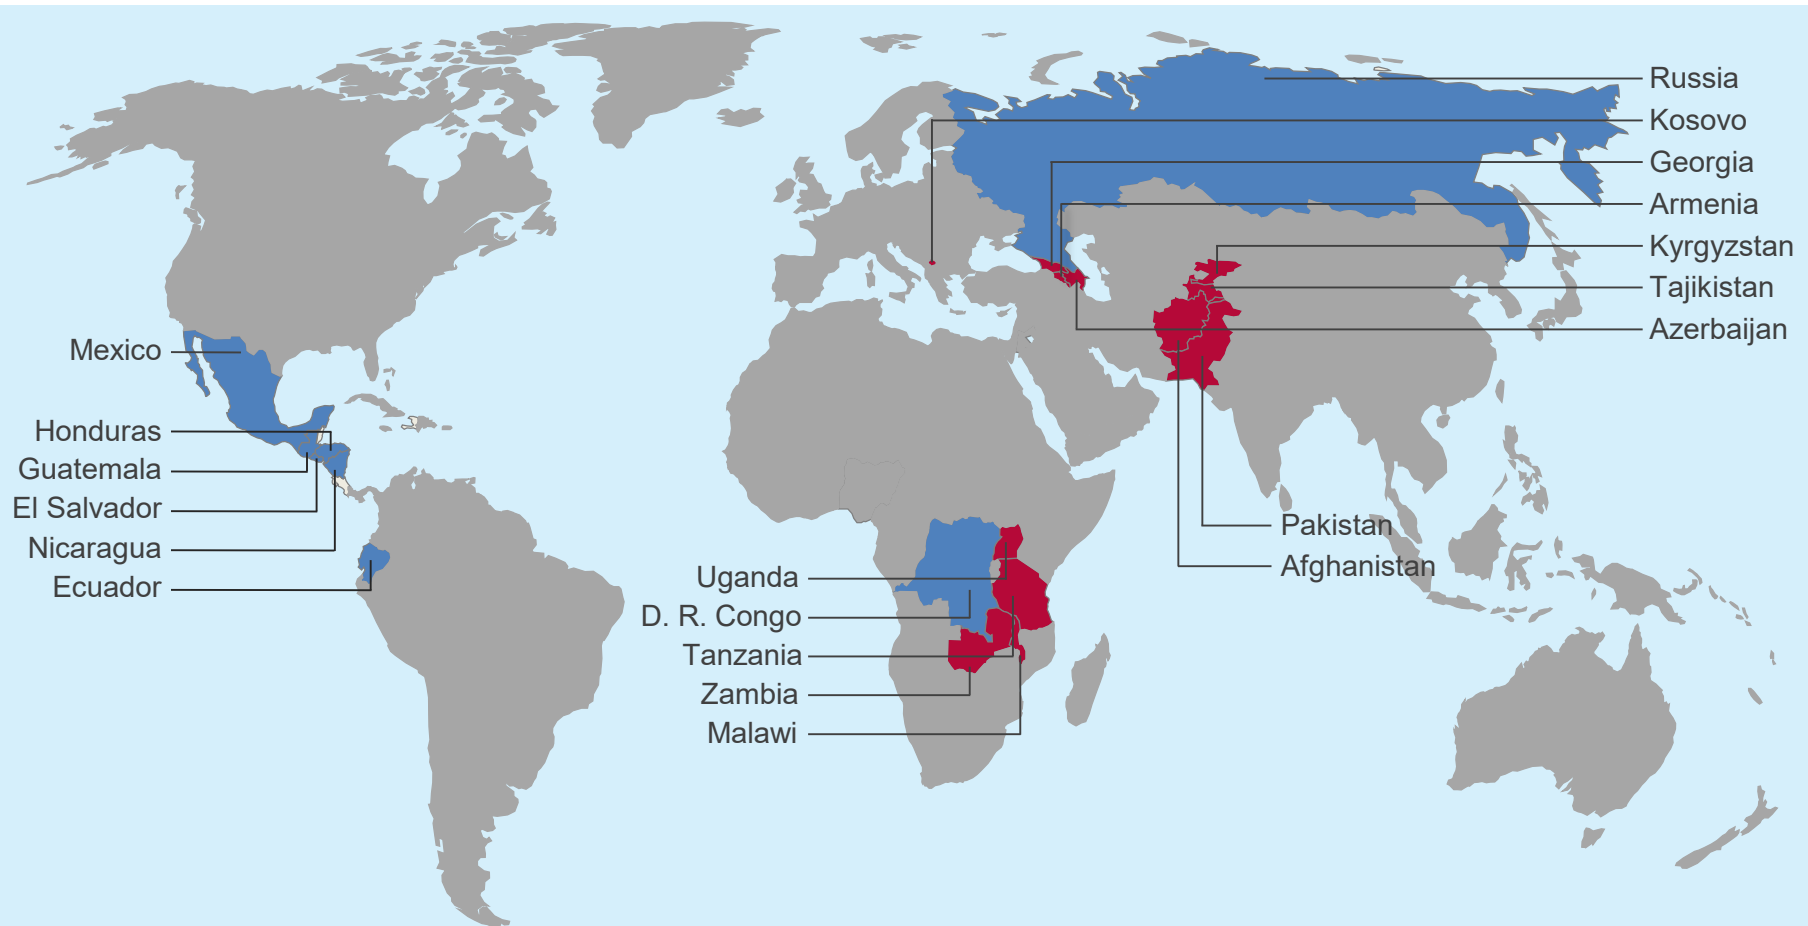 Russia
Kosovo
Georgia
Armenia
Kyrgyzstan
Tajikistan
Azerbaijan
Mexico
Honduras
Guatemala
El Salvador
Nicaragua
Ecuador
Pakistan
Afghanistan
Uganda
D. R. Congo
Tanzania
Zambia
Malawi